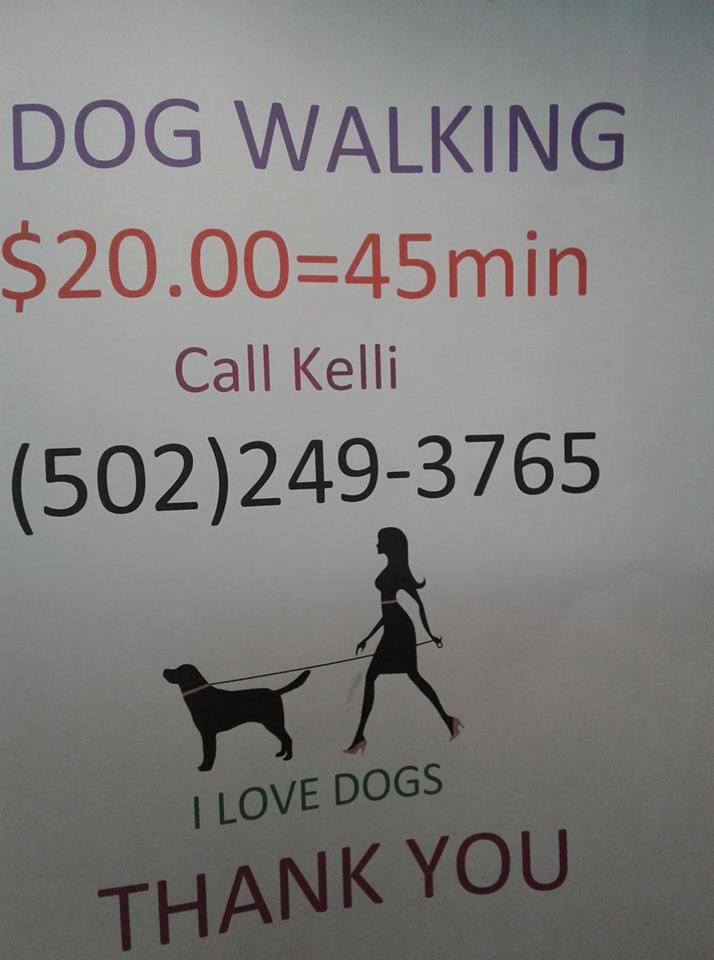 DOG WALKING
$20.00=45min
Call Kelli
(502)249-3765
I LOVE DOGS
THANK YOU